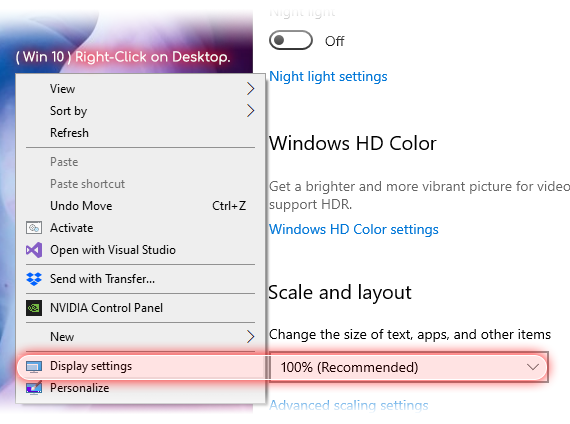 ( Win 10 ) Right-Click on Desktop.
View
Sort by
Refresh
Paste
Paste shortcut
Undo Move Ctrl+Z
Activate
Open with Visual Studio
Send with Transfer...
NVIDIA Control Panel
New
Display settings
Personalize
Night light
Off
Night light settings
Windows HD Color
Get a brighter and more vibrant picture for video
support HDR.
Windows HD Color settings
Scale and layout
Change the size of text, apps, and other items
100% (Recommended)
Advanced scaling settings